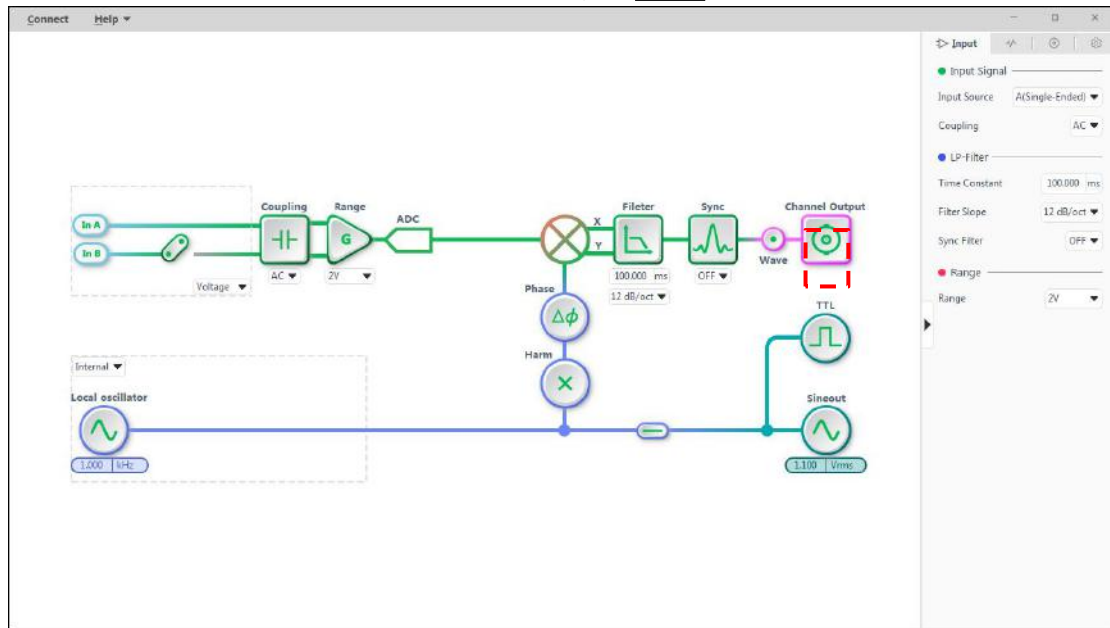 Connect Help
Input
Input Signal
Input Source A(Single-Ended)
Coupling AC
LP-Filter
Time Constant 100.000 ms
Filter Slope 12 dB/oct
Sync Filter OFF
Range
Range 2V
In A
In B
Voltage
Coupling
AC
Range
G
2V
ADC
X
Y
Fileter
100.000 ms
12 dB/oct
Sync
OFF
Wave
Channel Output
Phase
Δϕ
Harm
TTL
Internal
Local oscillator
1.000 kHz
Sineout
1.100 Vrms